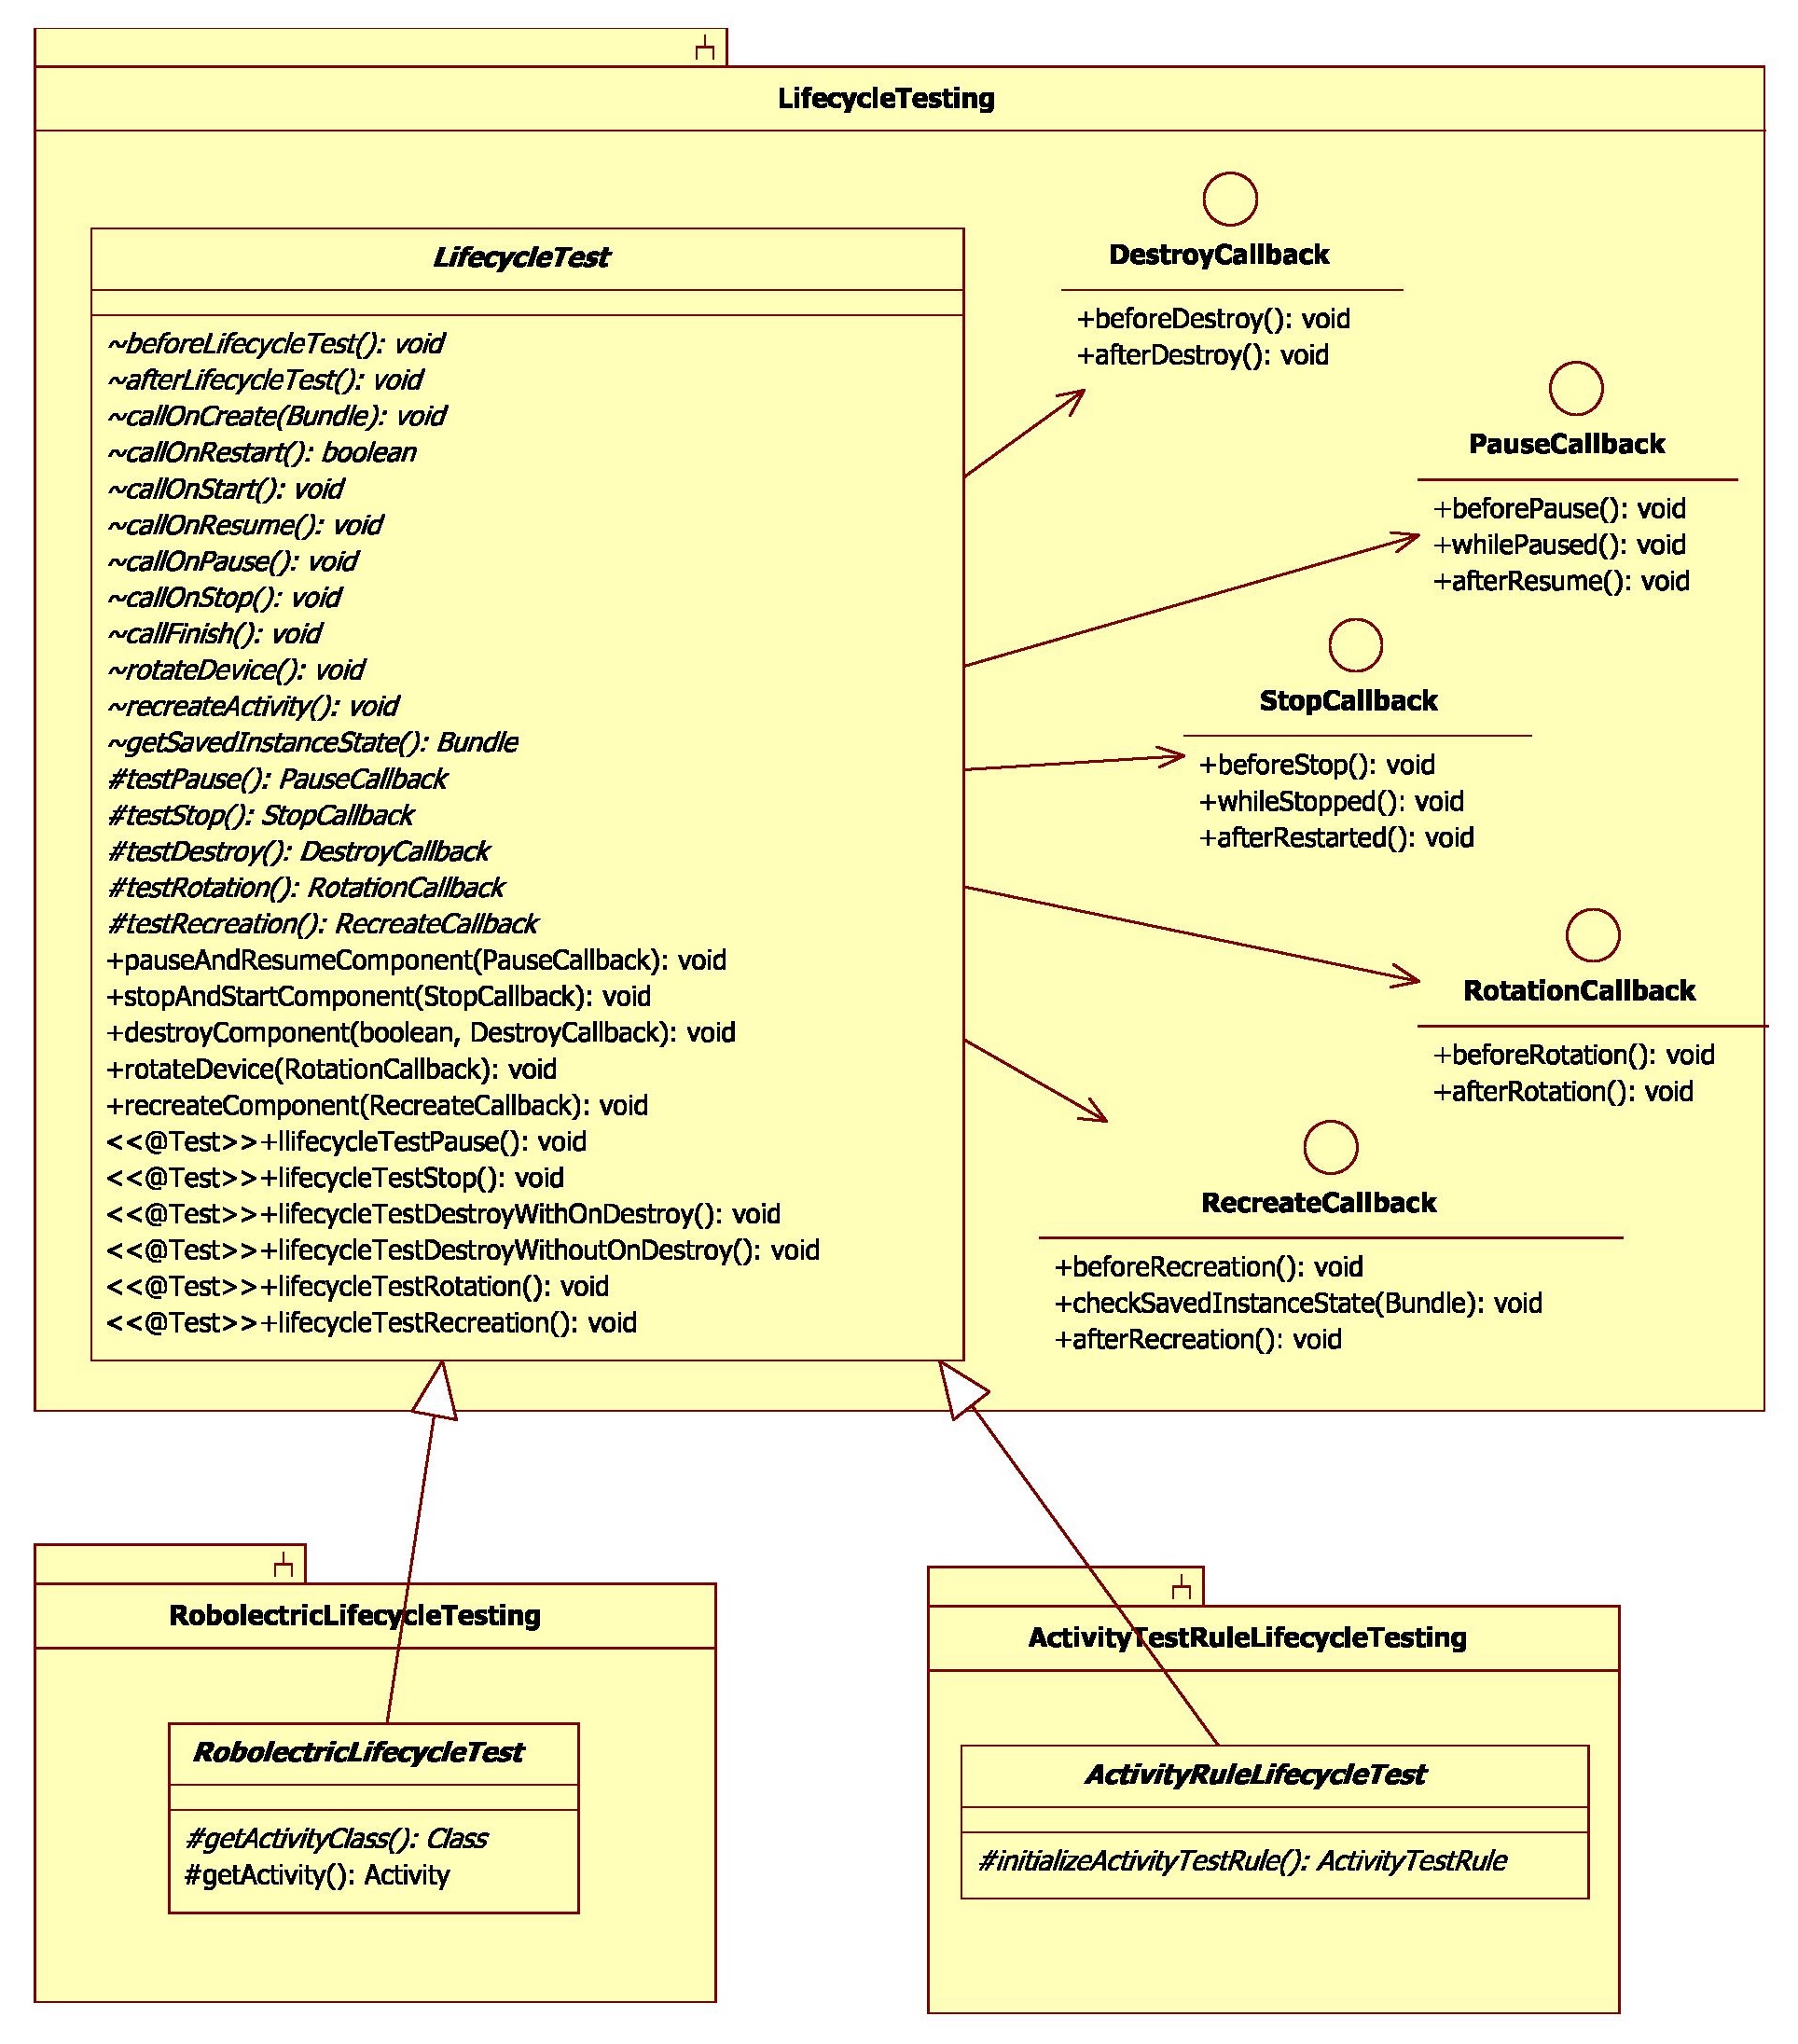 LifecycleTesting
LifecycleTest
~beforeLifecycleTest(): void
~afterLifecycleTest(): void
~callOnCreate(Bundle): void
~callOnRestart(): boolean
~callOnStart(): void
~callOnResume(): void
~callOnPause(): void
~callOnStop(): void
~callFinish(): void
~rotateDevice(): void
~recreateActivity(): void
~getSavedInstanceState(): Bundle
#testPause(): PauseCallback
#testStop(): StopCallback
#testDestroy(): DestroyCallback
#testRotation(): RotationCallback
#testRecreation(): RecreateCallback
+pauseAndResumeComponent(PauseCallback): void
+stopAndStartComponent(StopCallback): void
+destroyComponent(boolean, DestroyCallback): void
+rotateDevice(RotationCallback): void
+recreateComponent(RecreateCallback): void
<<@Test>>+llifecycleTestPause(): void
<<@Test>>+lifecycleTestStop(): void
<<@Test>>+lifecycleTestDestroyWithOnDestroy(): void
<<@Test>>+lifecycleTestDestroyWithoutOnDestroy(): void
<<@Test>>+lifecycleTestRotation(): void
<<@Test>>+lifecycleTestRecreation(): void
DestroyCallback
+beforeDestroy(): void
+afterDestroy(): void
PauseCallback
+beforePause(): void
+whilePaused(): void
+afterResume(): void
StopCallback
+beforeStop(): void
+whileStopped(): void
+afterRestarted(): void
RotationCallback
+beforeRotation(): void
+afterRotation(): void
RecreateCallback
+beforeRecreation(): void
+checkSavedInstanceState(Bundle): void
+afterRecreation(): void
RobolectricLifecycleTesting
RobolectricLifecycleTest
#getActivityClass(): Class
#getActivity(): Activity
ActivityTestRuleLifecycleTesting
ActivityRuleLifecycleTest
#initializeActivityTestRule(): ActivityTestRule